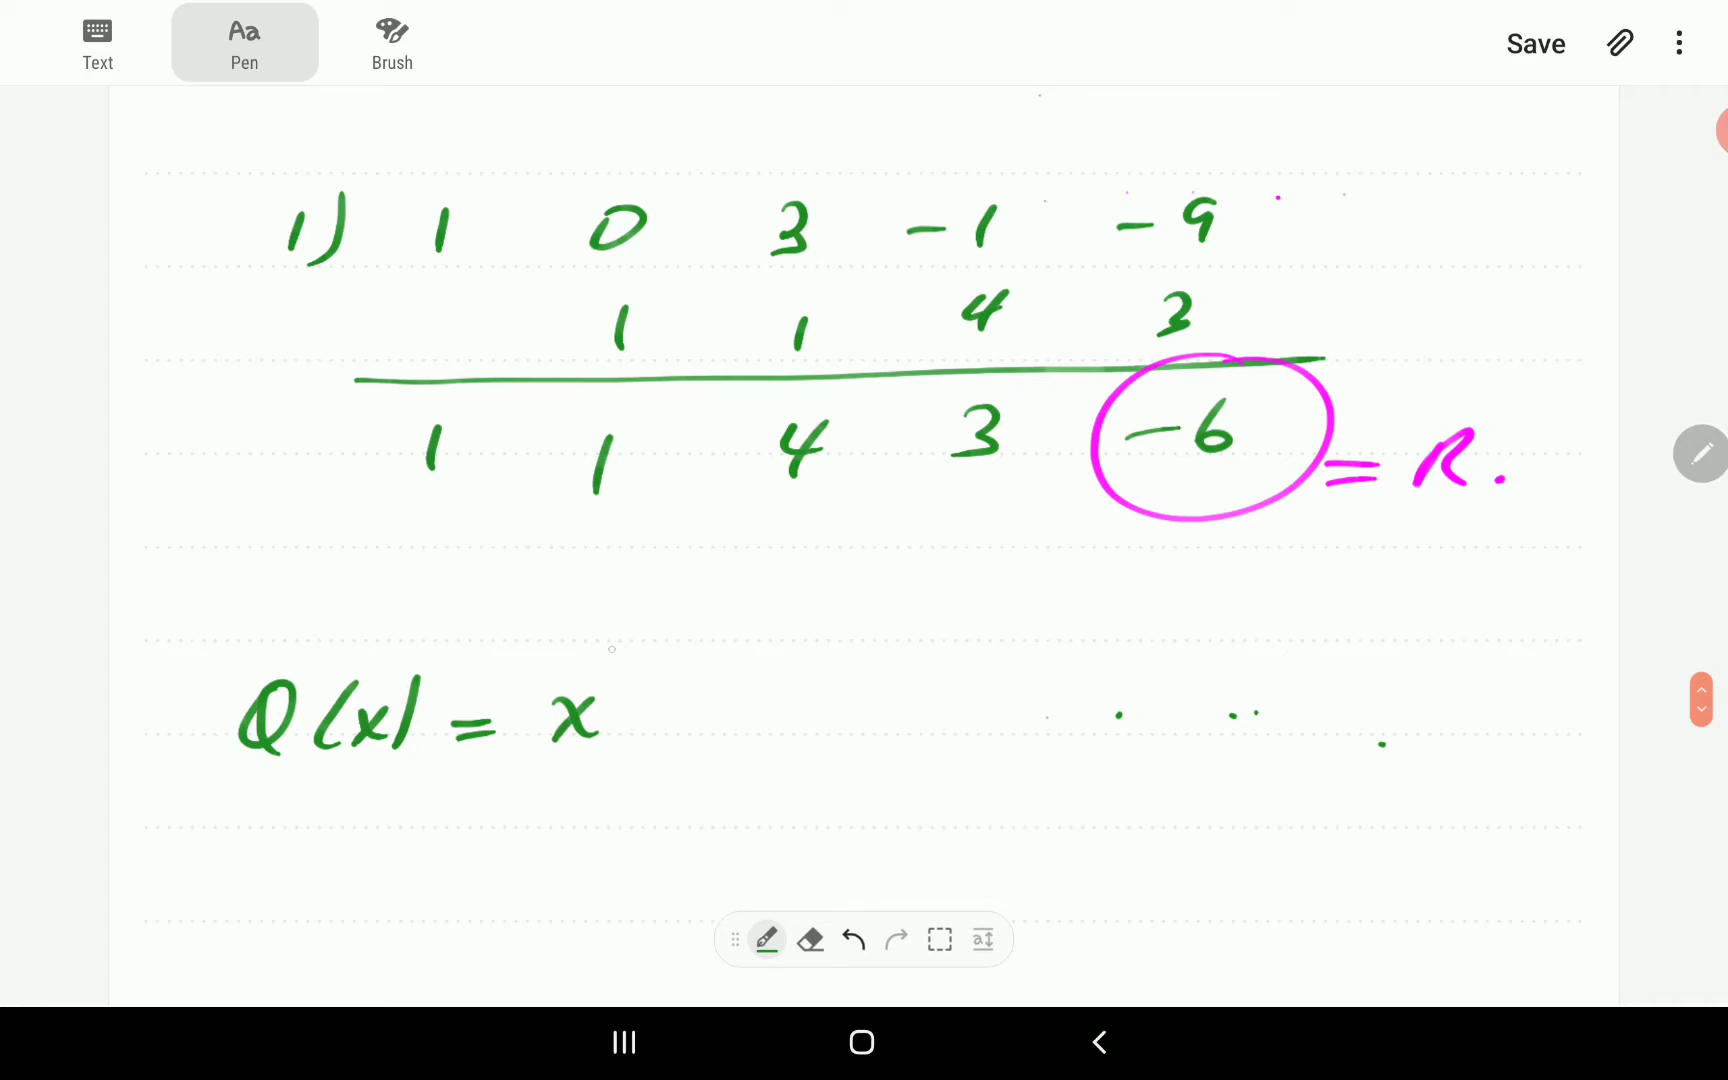 Text
Aa
Pen
Brush
Save
1) 1 0 3 -1 -9
1 1 4 3
1 1 4 3 -6 = R.
Q(x) = x
a